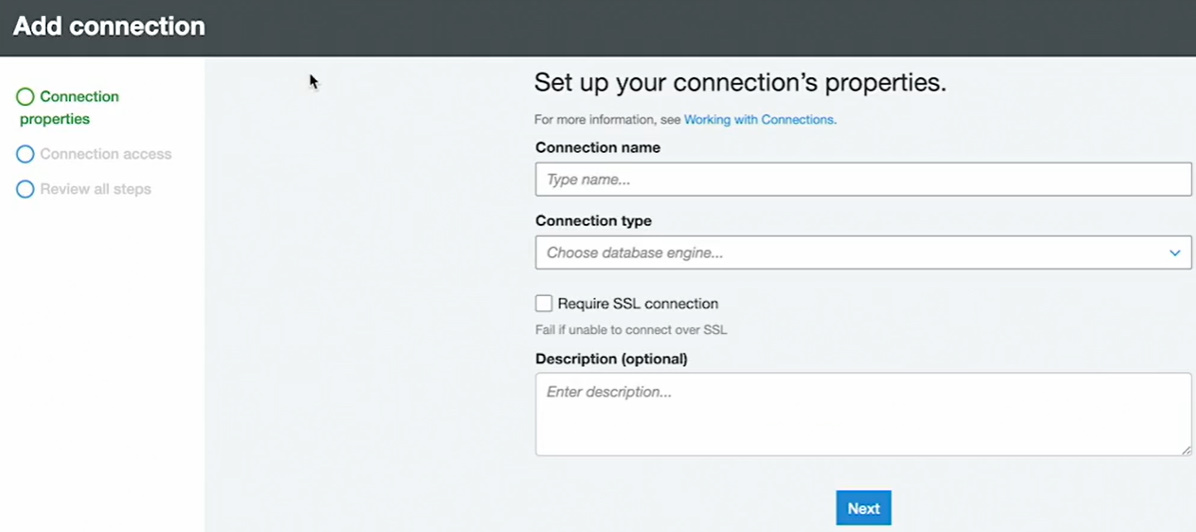 Add connection
Connection
properties
Connection access
Review all steps
Set up your connection's properties.
For more information, see Working with Connections.
Connection name
Type name...
Connection type
Choose database engine...
Require SSL connection
Fail if unable to connect over SSL
Description (optional)
Enter description...
Next